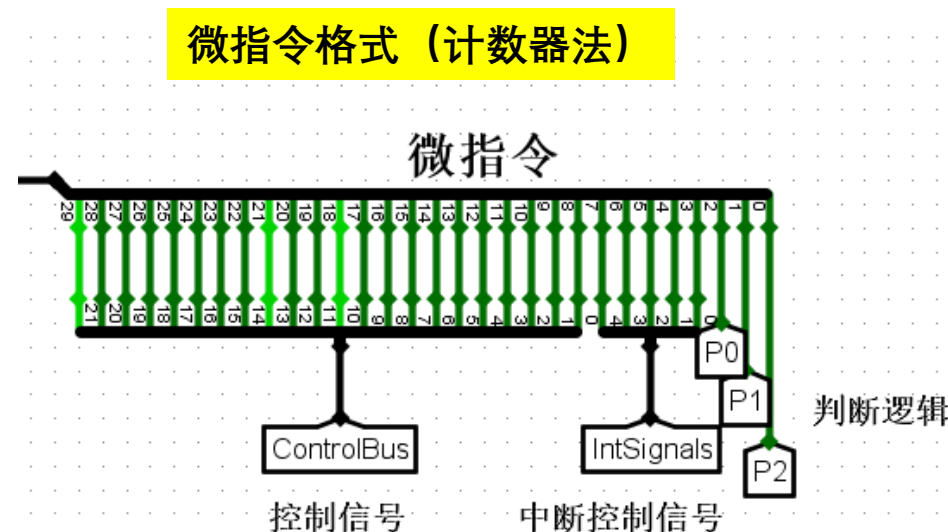 微指令格式（计数器法）
微指令
29 28 27 26 25 24 23 22 21 20 19 18 17 16 15 14 13 12 11 10 9 8 7 6 5 4 3 2 1 0
21 20 19 18 17 16 15 14 13 12 11 10 9 8 7 6 5 4 3 2 1 0 4 3 2 1 0
P0
P1
判断逻辑
ControlBus
IntSignals
P2
控制信号
中断控制信号